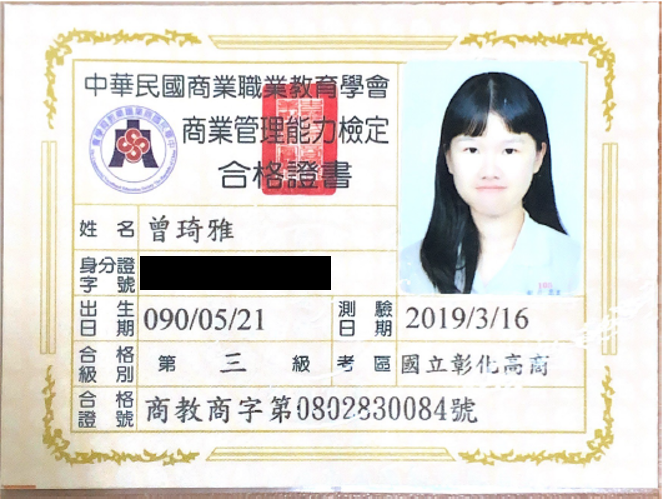 中華民國商業職業教育學會
商業管理能力檢定
合格證書
姓名 曾琦雅
身分證字號
出生日期 090/05/21 測驗日期 2019/3/16
合格級別 第三級 考區 國立彰化高商
合格證號 商教商字第0802830084號